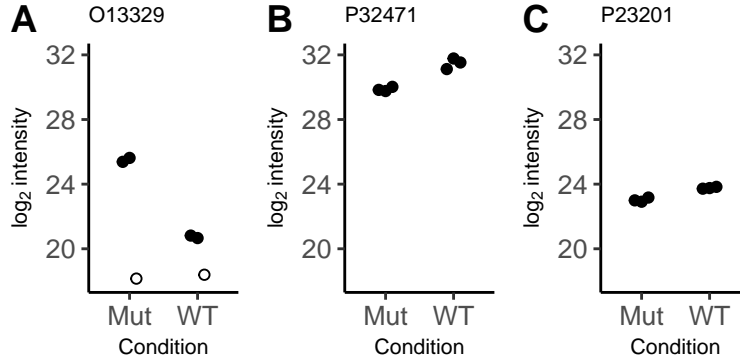 A O13329
log2 intensity
32
28
24
20
Mut WT
Condition
B P32471
log2 intensity
32
28
24
20
Mut WT
Condition
C P23201
log2 intensity
32
28
24
20
Mut WT
Condition